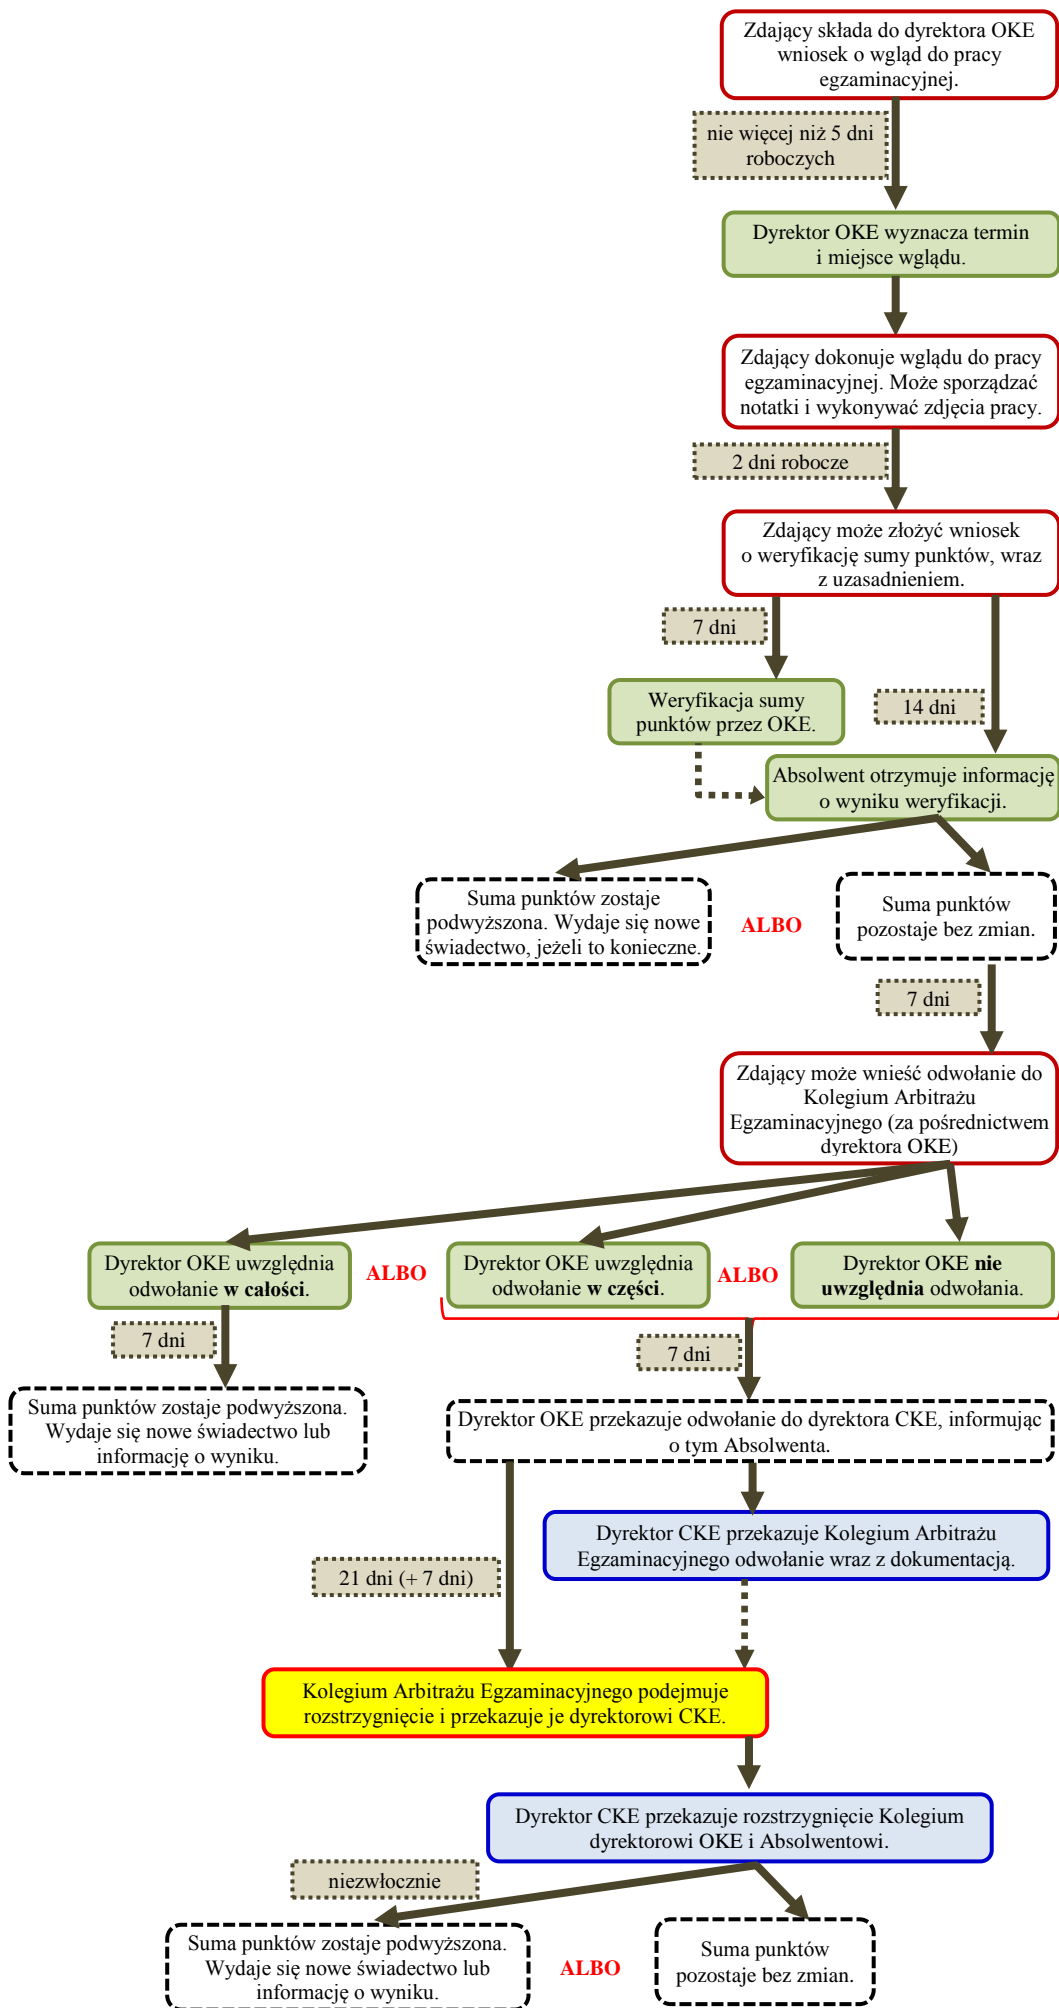 Zdający składa do dyrektora OKE
wniosek o wgląd do pracy
egzaminacyjnej.
nie więcej niż 5 dni
roboczych
Dyrektor OKE wyznacza termin
i miejsce wglądu.
Zdający dokonuje wglądu do pracy
egzaminacyjnej. Może sporządzać
notatki i wykonywać zdjęcia pracy.
2 dni robocze
Zdający może złożyć wniosek
o weryfikację sumy punktów, wraz
z uzasadnieniem.
7 dni
Weryfikacja sumy
punktów przez OKE.
14 dni
Absolwent otrzymuje informację
o wyniku weryfikacji.
Suma punktów zostaje
podwyższona. Wydaje się nowe
świadectwo, jeżeli to konieczne.
ALBO
Suma punktów
pozostaje bez zmian.
7 dni
Zdający może wnieść odwołanie do
Kolegium Arbitrażu
Egzaminacyjnego (za pośrednictwem
dyrektora OKE)
Dyrektor OKE uwzględnia
odwołanie w całości.
ALBO
Dyrektor OKE uwzględnia
odwołanie w części.
ALBO
Dyrektor OKE nie
uwzględnia odwołania.
7 dni
7 dni
Suma punktów zostaje podwyższona.
Wydaje się nowe świadectwo lub
informację o wyniku.
Dyrektor OKE przekazuje odwołanie do dyrektora CKE, informując
o tym Absolwenta.
Dyrektor CKE przekazuje Kolegium Arbitrażu
Egzaminacyjnego odwołanie wraz z dokumentacją.
21 dni (+ 7 dni)
Kolegium Arbitrażu Egzaminacyjnego podejmuje
rozstrzygnięcie i przekazuje je dyrektorowi CKE.
Dyrektor CKE przekazuje rozstrzygnięcie Kolegium
dyrektorowi OKE i Absolwentowi.
niezwłocznie
Suma punktów zostaje podwyższona.
Wydaje się nowe świadectwo lub
informację o wyniku.
ALBO
Suma punktów
pozostaje bez zmian.